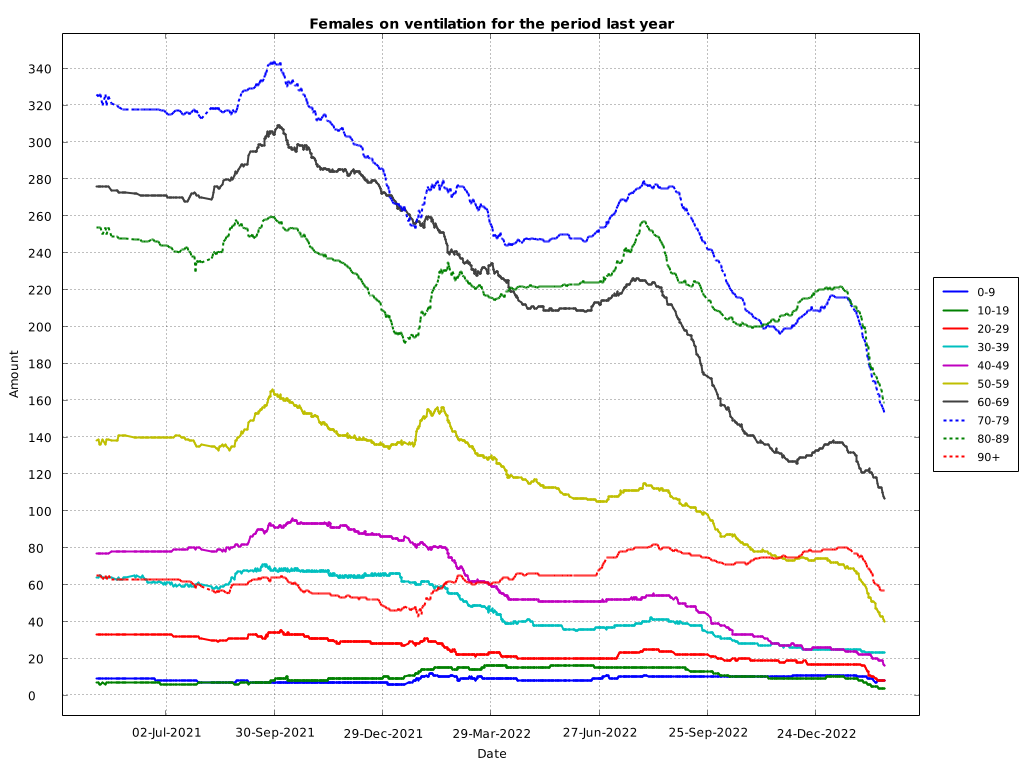 Females on ventilation for the period last year
Amount
340
320
300
280
260
240
220
200
180
160
140
120
100
80
60
40
20
0
02-Jul-2021
30-Sep-2021
29-Dec-2021
29-Mar-2022
27-Jun-2022
25-Sep-2022
24-Dec-2022
Date
0-9
10-19
20-29
30-39
40-49
50-59
60-69
70-79
80-89
90+